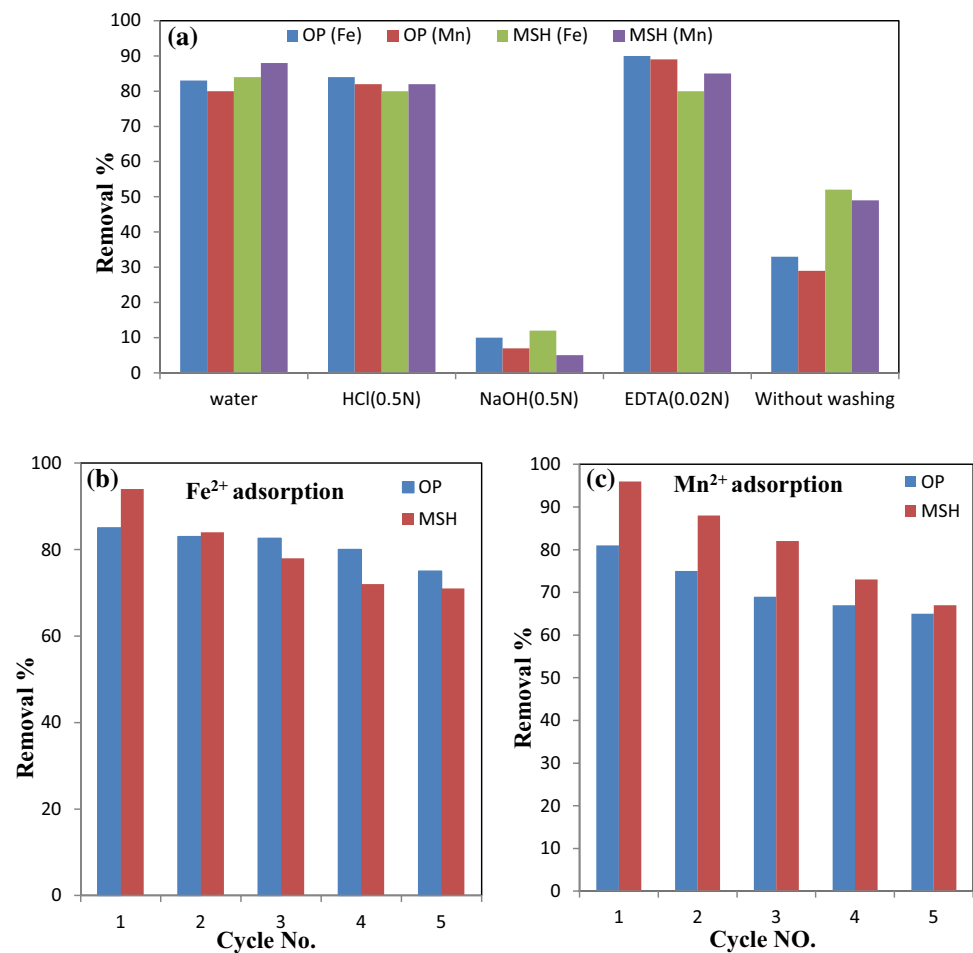 (a)
OP (Fe) OP (Mn) MSH (Fe) MSH (Mn)
Removal %
100
90
80
70
60
50
40
30
20
10
0
water HCl(0.5N) NaOH(0.5N) EDTA(0.02N) Without washing
(b)
Fe²⁺ adsorption
OP
MSH
Removal %
100
80
60
40
20
0
1 2 3 4 5
Cycle No.
(c)
Mn²⁺ adsorption
OP
MSH
Removal %
100
90
80
70
60
50
40
30
20
10
0
1 2 3 4 5
Cycle NO.